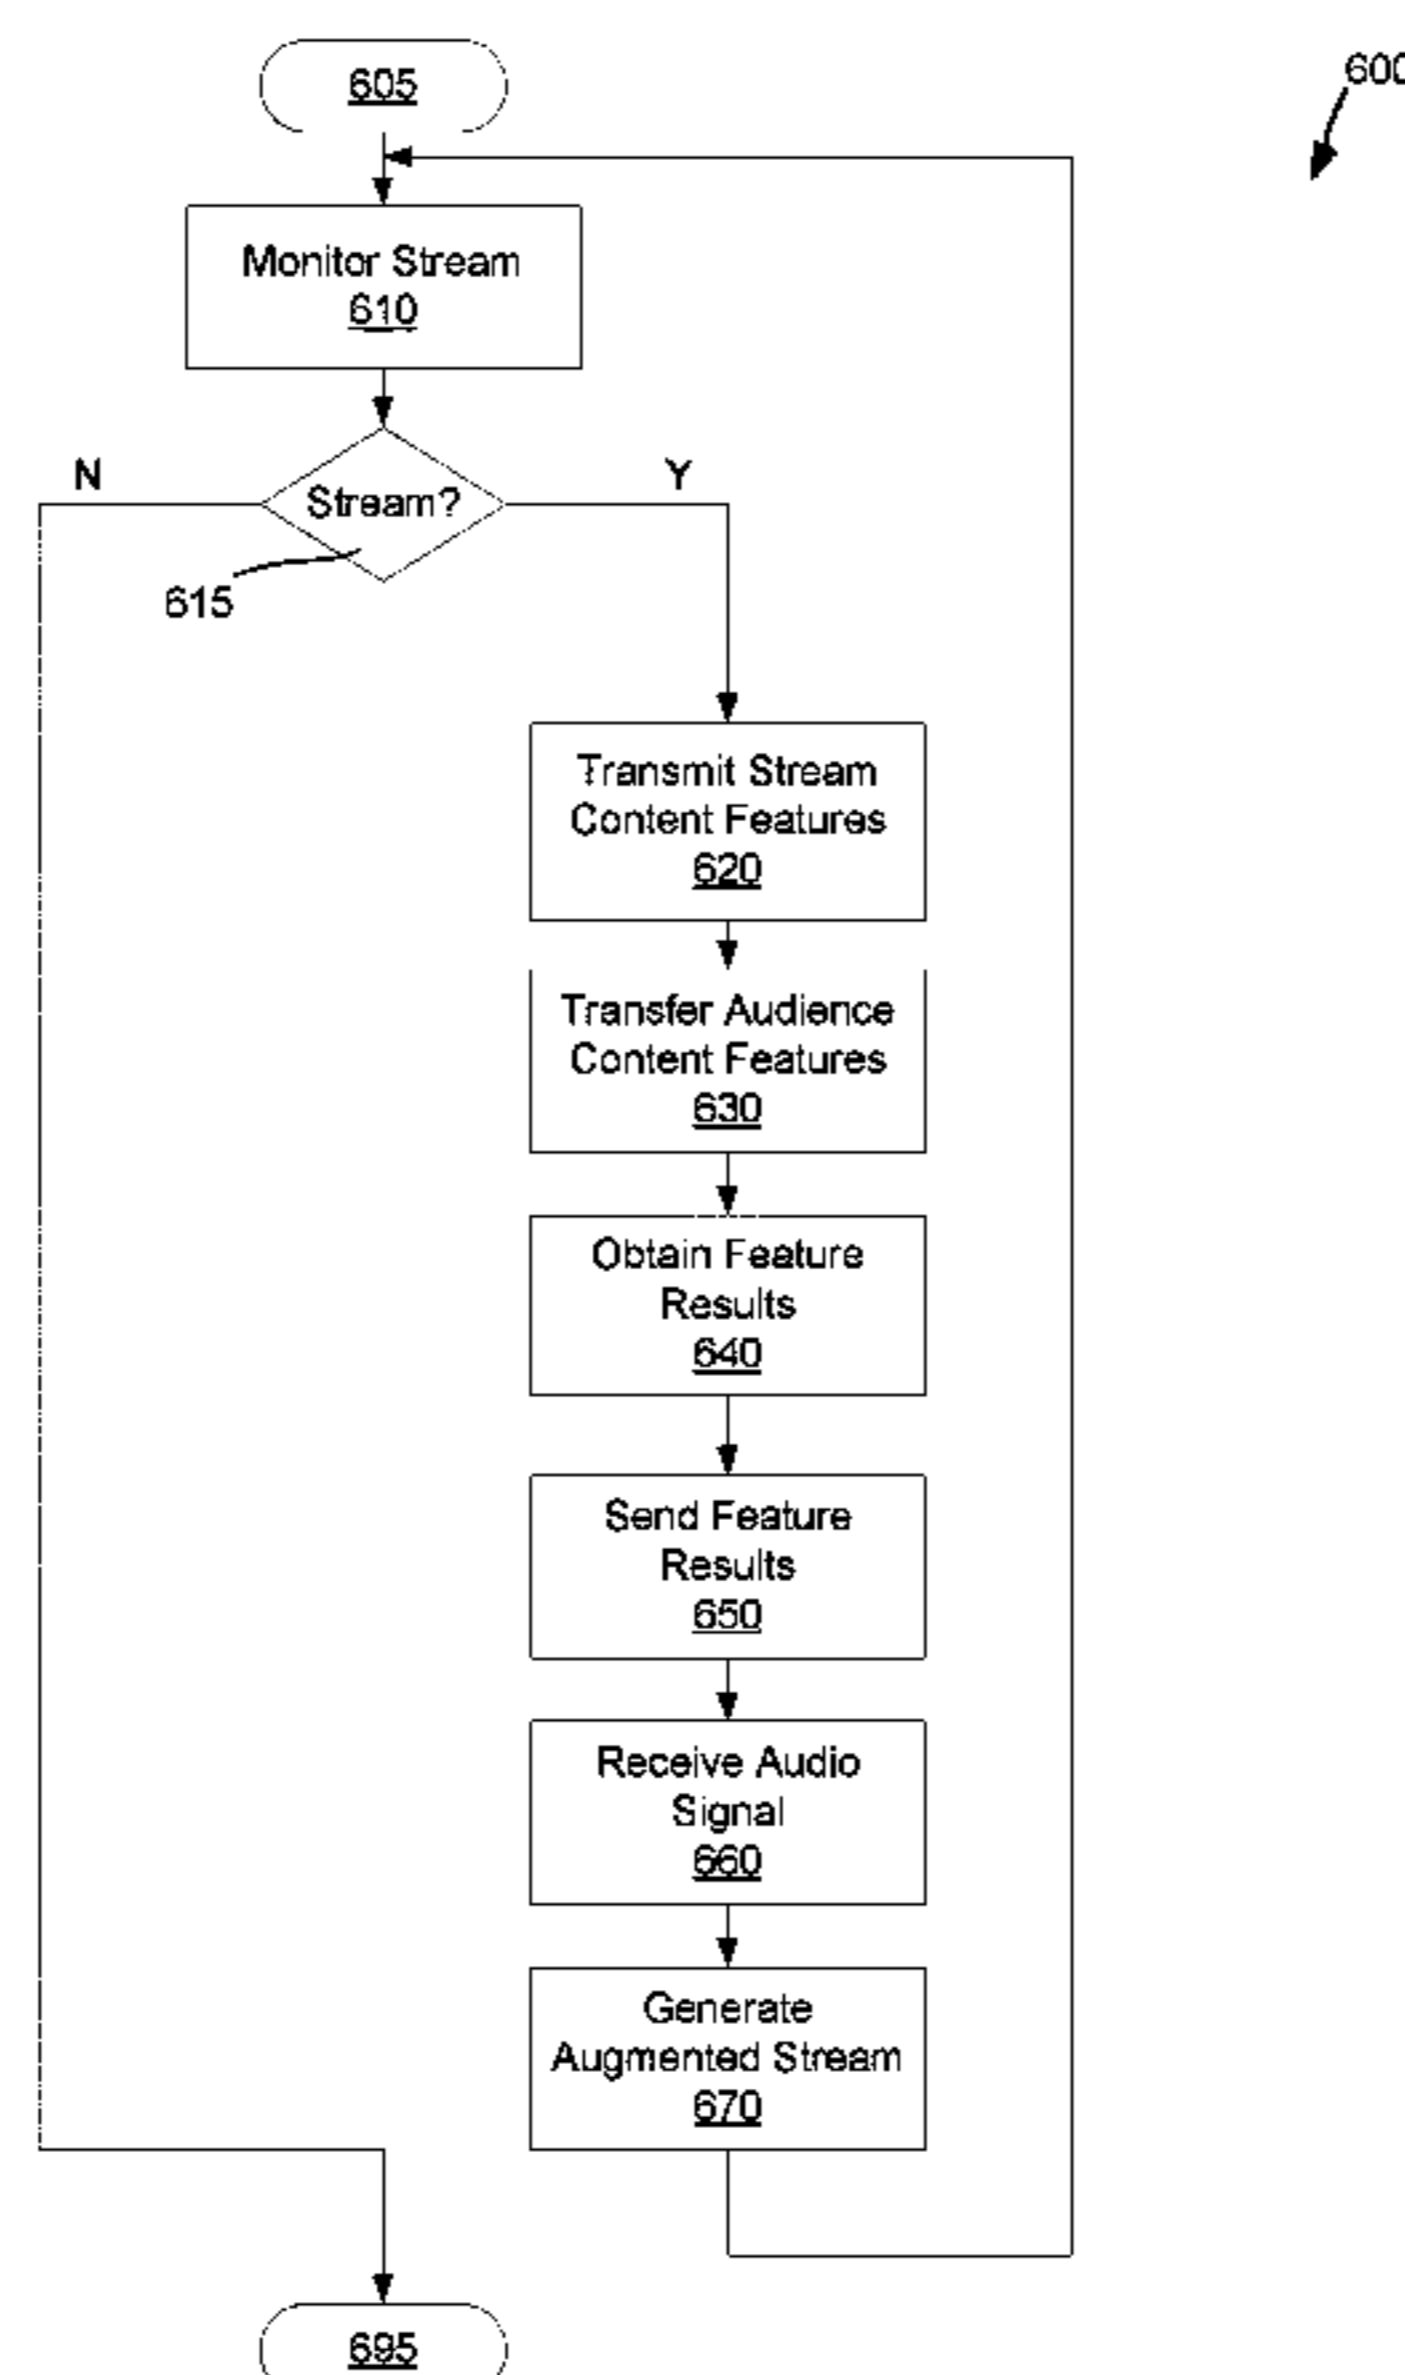 605
600
Monitor Stream
610
N
Y
Stream?
615
Transmit Stream
Content Features
620
Transfer Audience
Content Features
630
Obtain Feature
Results
640
Send Feature
Results
650
Receive Audio
Signal
660
Generate
Augmented Stream
670
695